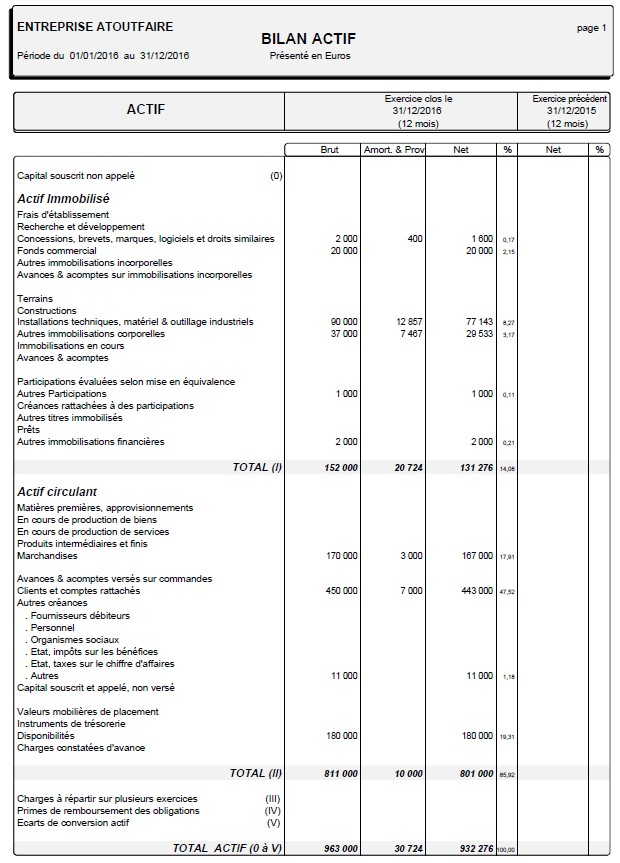 ENTREPRISE ATOUTFAIRE
page 1
BILAN ACTIF
Période du 01/01/2016 au 31/12/2016
Présenté en Euros
ACTIF
Exercice clos le
31/12/2016
(12 mois)
Exercice précédent
31/12/2015
(12 mois)
Brut Amort. & Prov Net % Net %
Capital souscrit non appelé (0)
Actif Immobilisé
Frais d'établissement
Recherche et développement
Concessions, brevets, marques, logiciels et droits similaires 2 000 400 1 600 0,17
Fonds commercial 20 000 20 000 2,15
Autres immobilisations incorporelles
Avances & acomptes sur immobilisations incorporelles
Terrains
Constructions
Installations techniques, matériel & outillage industriels 90 000 12 857 77 143 8,27
Autres immobilisations corporelles 37 000 7 467 29 533 3,17
Immobilisations en cours
Avances & acomptes
Participations évaluées selon mise en équivalence
Autres Participations 1 000 1 000 0,11
Créances rattachées à des participations
Autres titres immobilisés
Prêts
Autres immobilisations financières 2 000 2 000 0,21
TOTAL (I) 152 000 20 724 131 276 14,08
Actif circulant
Matières premières, approvisionnements
En cours de production de biens
En cours de production de services
Produits intermédiaires et finis
Marchandises 170 000 3 000 167 000 17,91
Avances & acomptes versés sur commandes
Clients et comptes rattachés 450 000 7 000 443 000 47,52
Autres créances
. Fournisseurs débiteurs
. Personnel
. Organismes sociaux
. Etat, impôts sur les bénéfices
. Etat, taxes sur le chiffre d'affaires
. Autres 11 000 11 000 1,18
Capital souscrit et appelé, non versé
Valeurs mobilières de placement
Instruments de trésorerie
Disponibilités 180 000 180 000 19,31
Charges constatées d'avance
TOTAL (II) 811 000 10 000 801 000 85,92
Charges à répartir sur plusieurs exercices (III)
Primes de remboursement des obligations (IV)
Ecarts de conversion actif (V)
TOTAL ACTIF (0 à V) 963 000 30 724 932 276 100,00